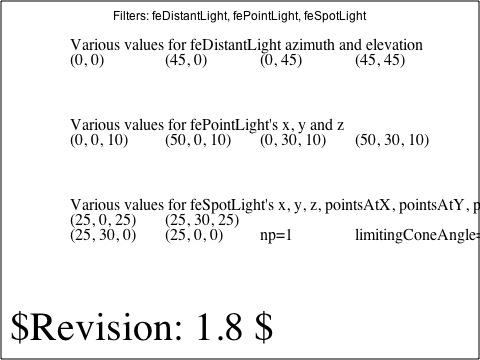 Filters: feDistantLight, fePointLight, feSpotLight
Various values for feDistantLight azimuth and elevation
(0, 0) (45, 0) (0, 45) (45, 45)
Various values for fePointLight's x, y and z
(0, 0, 10) (50, 0, 10) (0, 30, 10) (50, 30, 10)
Various values for feSpotLight's x, y, z, pointsAtX, pointsAtY, p
(25, 0, 25) (25, 30, 25)
(25, 30, 0) (25, 0, 0) np=1 limitingConeAngle=
$Revision: 1.8 $